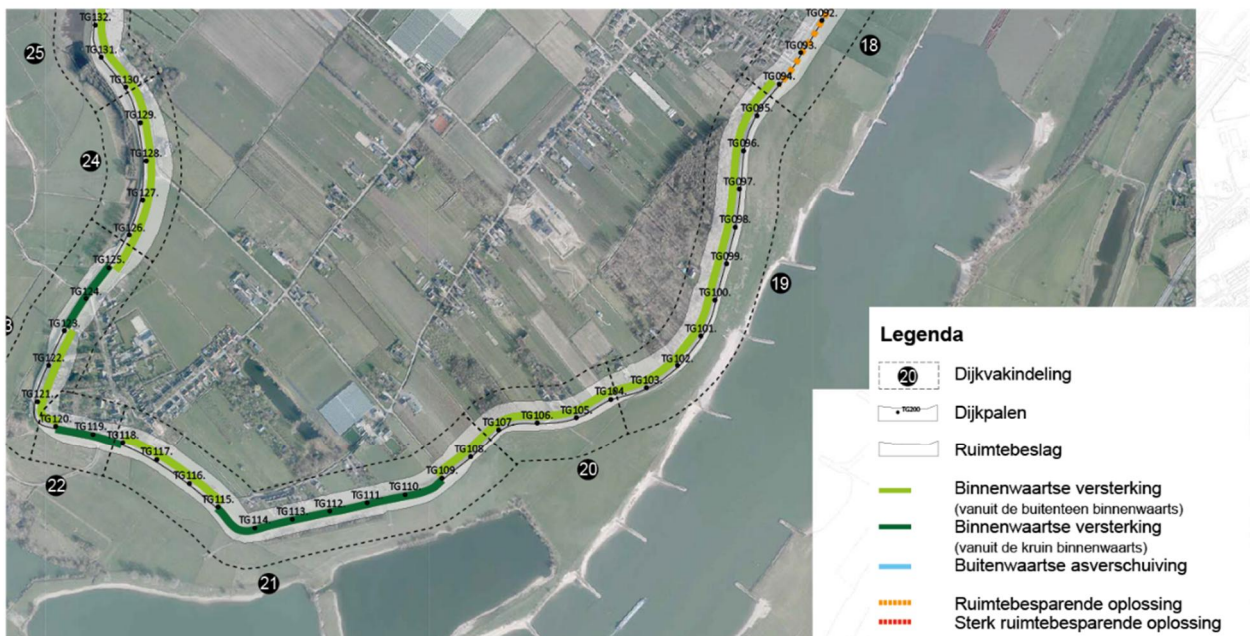 TG132.
25
TG131.
TG130.
TG129.
TG128.
24
TG127.
TG126.
TG125.
TG124.
TG123.
3
TG122.
TG121.
TG120.
TG119.
TG118.
TG117.
TG116.
TG115.
22
TG114.
TG113.
TG112.
TG111.
TG110.
TG109.
21
TG108.
TG107.
TG106.
TG105.
20
TG104.
TG103.
TG102.
TG101.
TG100.
19
TG099.
TG098.
TG097.
TG096.
TG095.
TG094.
TG093.
18
TG092.
Legenda
20 Dijkvakindeling
TG200 Dijkpalen
Ruimtebeslag
Binnenwaartse versterking
(vanuit de buitenteen binnenwaarts)
Binnenwaartse versterking
(vanuit de kruin binnenwaarts)
Buitenwaartse asverschuiving
Ruimtebesparende oplossing
Sterk ruimtebesparende oplossing